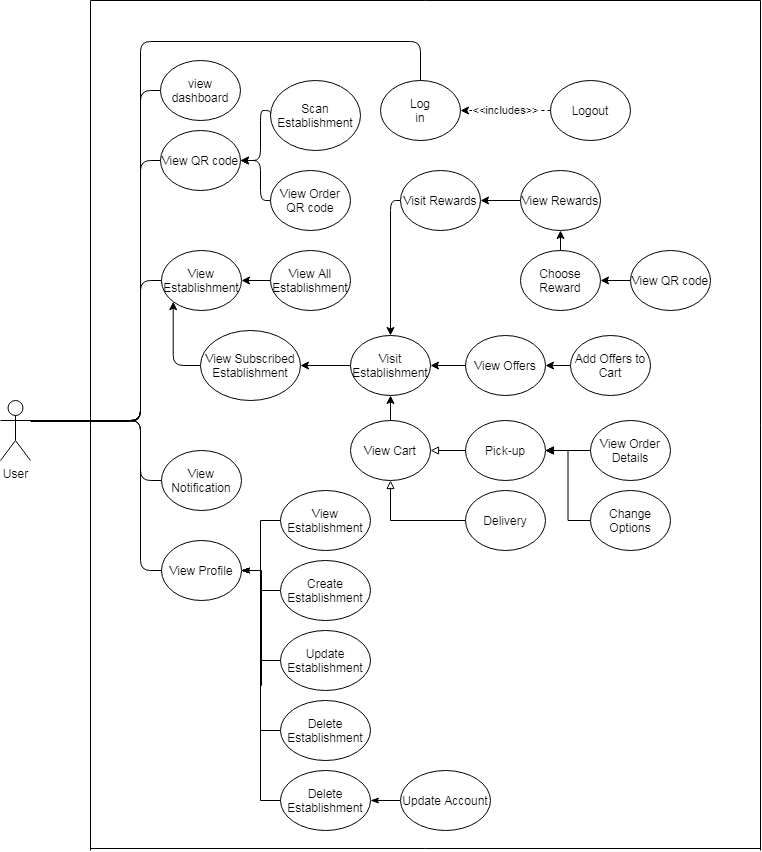 view
dashboard
Scan
Establishment
Log
in
<<includes>>
Logout
View QR code
View Order
QR code
Visit Rewards
View Rewards
View
Establishment
View All
Establishment
Choose
Reward
View QR code
View Subscribed
Establishment
Visit
Establishment
View Offers
Add Offers to
Cart
View Cart
Pick-up
View Order
Details
User
View
Notification
View
Establishment
Delivery
Change
Options
View Profile
Create
Establishment
Update
Establishment
Delete
Establishment
Delete
Establishment
Update Account